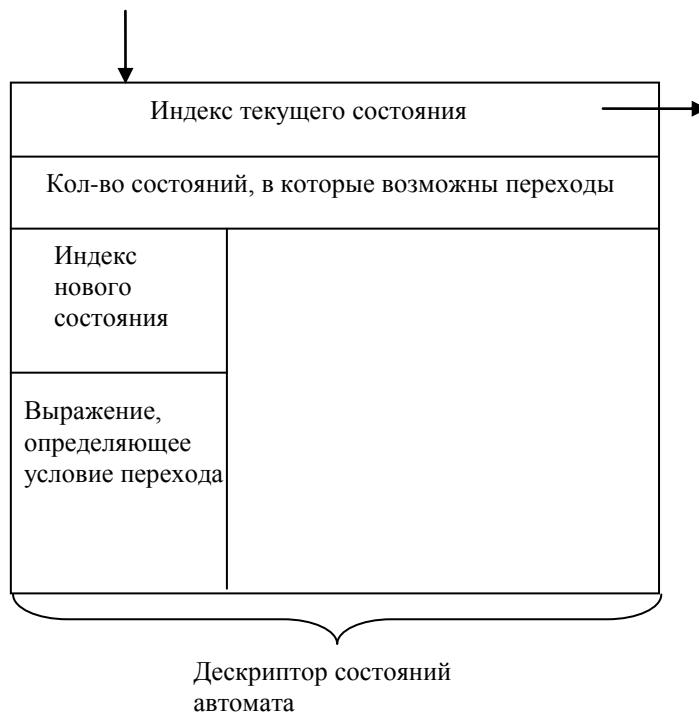 Индекс текущего состояния
Кол-во состояний, в которые возможны переходы
Индекс
нового
состояния
Выражение,
определяющее
условие перехода
Дескриптор состояний
автомата